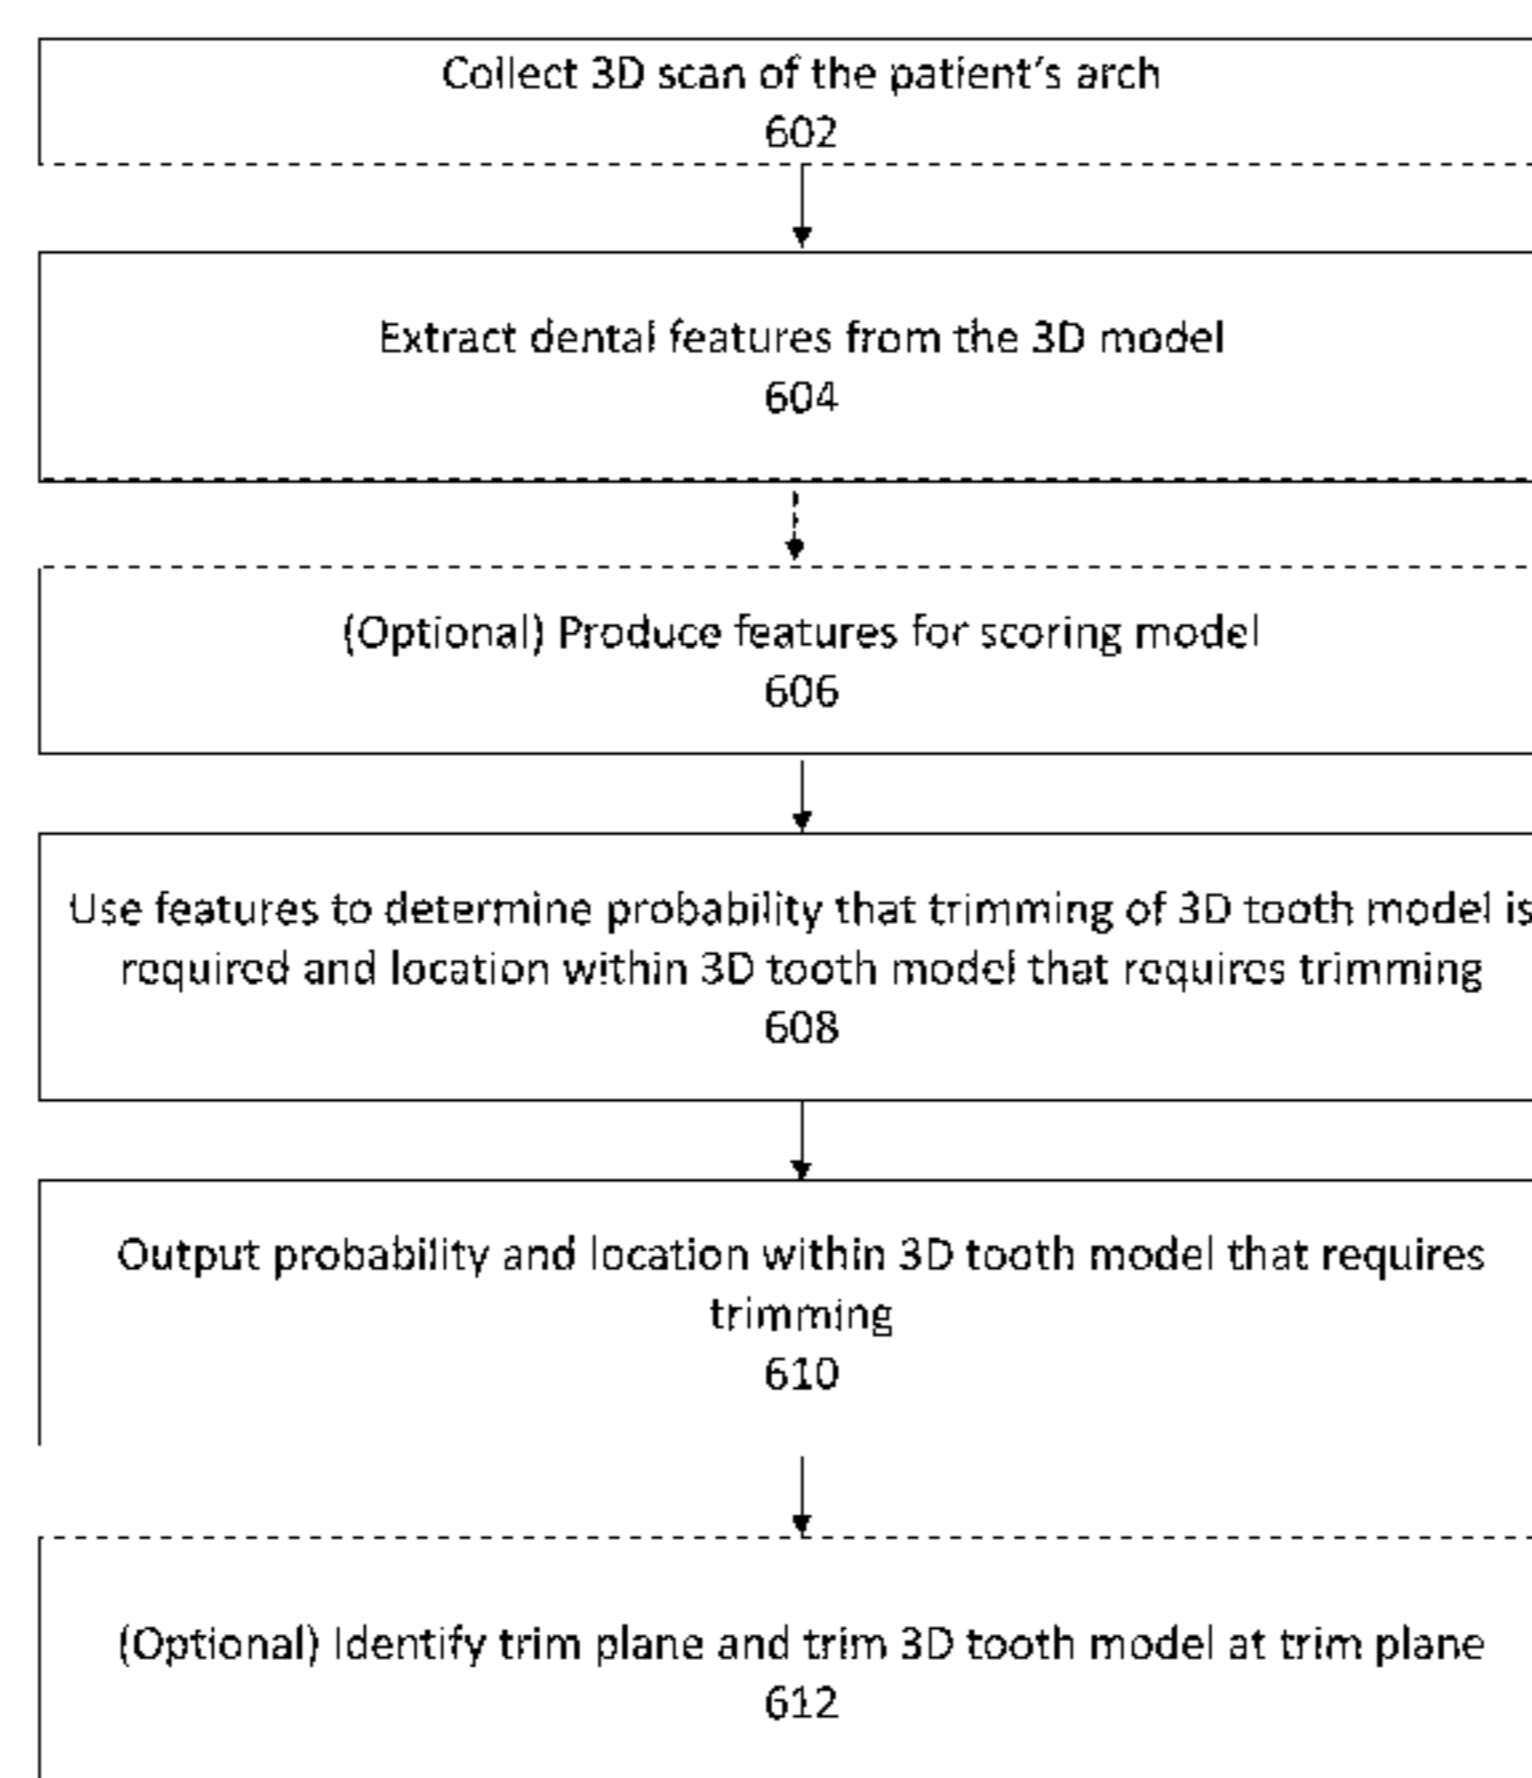 Collect 3D scan of the patient's arch
602
Extract dental features from the 3D model
604
(Optional) Produce features for scoring model
606
Use features to determine probability that trimming of 3D tooth model is
required and location within 3D tooth model that requires trimming
608
Output probability and location within 3D tooth model that requires
trimming
610
(Optional) Identify trim plane and trim 3D tooth model at trim plane
612